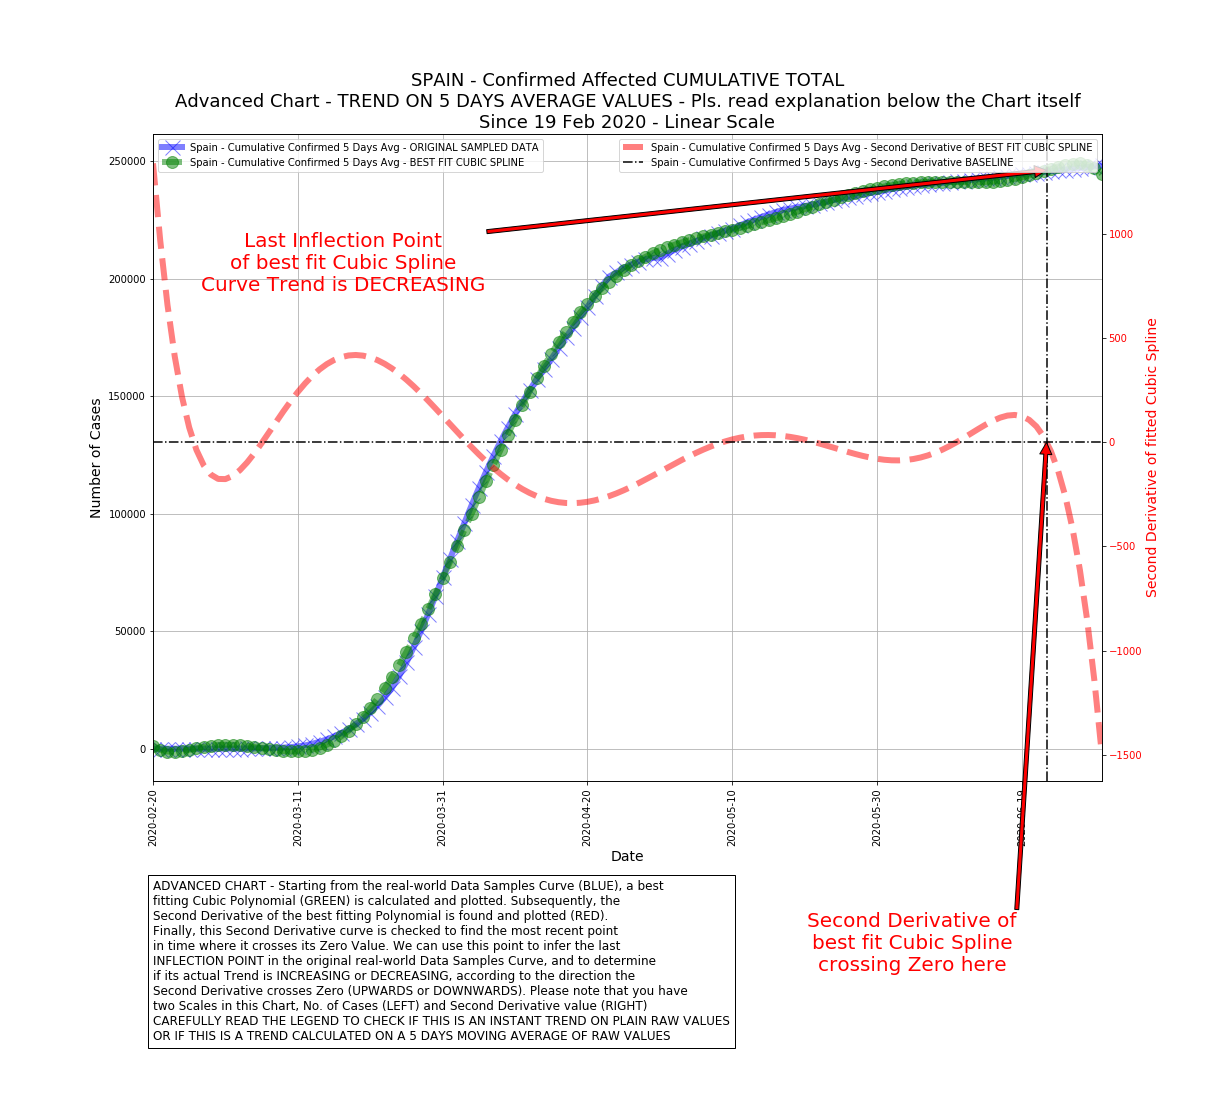 SPAIN - Confirmed Affected CUMULATIVE TOTAL
Advanced Chart - TREND ON 5 DAYS AVERAGE VALUES - Pls. read explanation below the Chart itself
Since 19 Feb 2020 - Linear Scale
Spain - Cumulative Confirmed 5 Days Avg - ORIGINAL SAMPLED DATA
Spain - Cumulative Confirmed 5 Days Avg - BEST FIT CUBIC SPLINE
Spain - Cumulative Confirmed 5 Days Avg - Second Derivative of BEST FIT CUBIC SPLINE
Spain - Cumulative Confirmed 5 Days Avg - Second Derivative BASELINE
Last Inflection Point
of best fit Cubic Spline
Curve Trend is DECREASING
Number of Cases
250000
200000
150000
100000
50000
0
1000
500
0
−500
−1000
−1500
Second Derivative of fitted Cubic Spline
2020-02-20
2020-03-11
2020-03-31
2020-04-20
2020-05-10
2020-05-30
2020-06-19
Date
Second Derivative of
best fit Cubic Spline
crossing Zero here
ADVANCED CHART - Starting from the real-world Data Samples Curve (BLUE), a best
fitting Cubic Polynomial (GREEN) is calculated and plotted. Subsequently, the
Second Derivative of the best fitting Polynomial is found and plotted (RED).
Finally, this Second Derivative curve is checked to find the most recent point
in time where it crosses its Zero Value. We can use this point to infer the last
INFLECTION POINT in the original real-world Data Samples Curve, and to determine
if its actual Trend is INCREASING or DECREASING, according to the direction the
Second Derivative crosses Zero (UPWARDS or DOWNWARDS). Please note that you have
two Scales in this Chart, No. of Cases (LEFT) and Second Derivative value (RIGHT)
CAREFULLY READ THE LEGEND TO CHECK IF THIS IS AN INSTANT TREND ON PLAIN RAW VALUES
OR IF THIS IS A TREND CALCULATED ON A 5 DAYS MOVING AVERAGE OF RAW VALUES